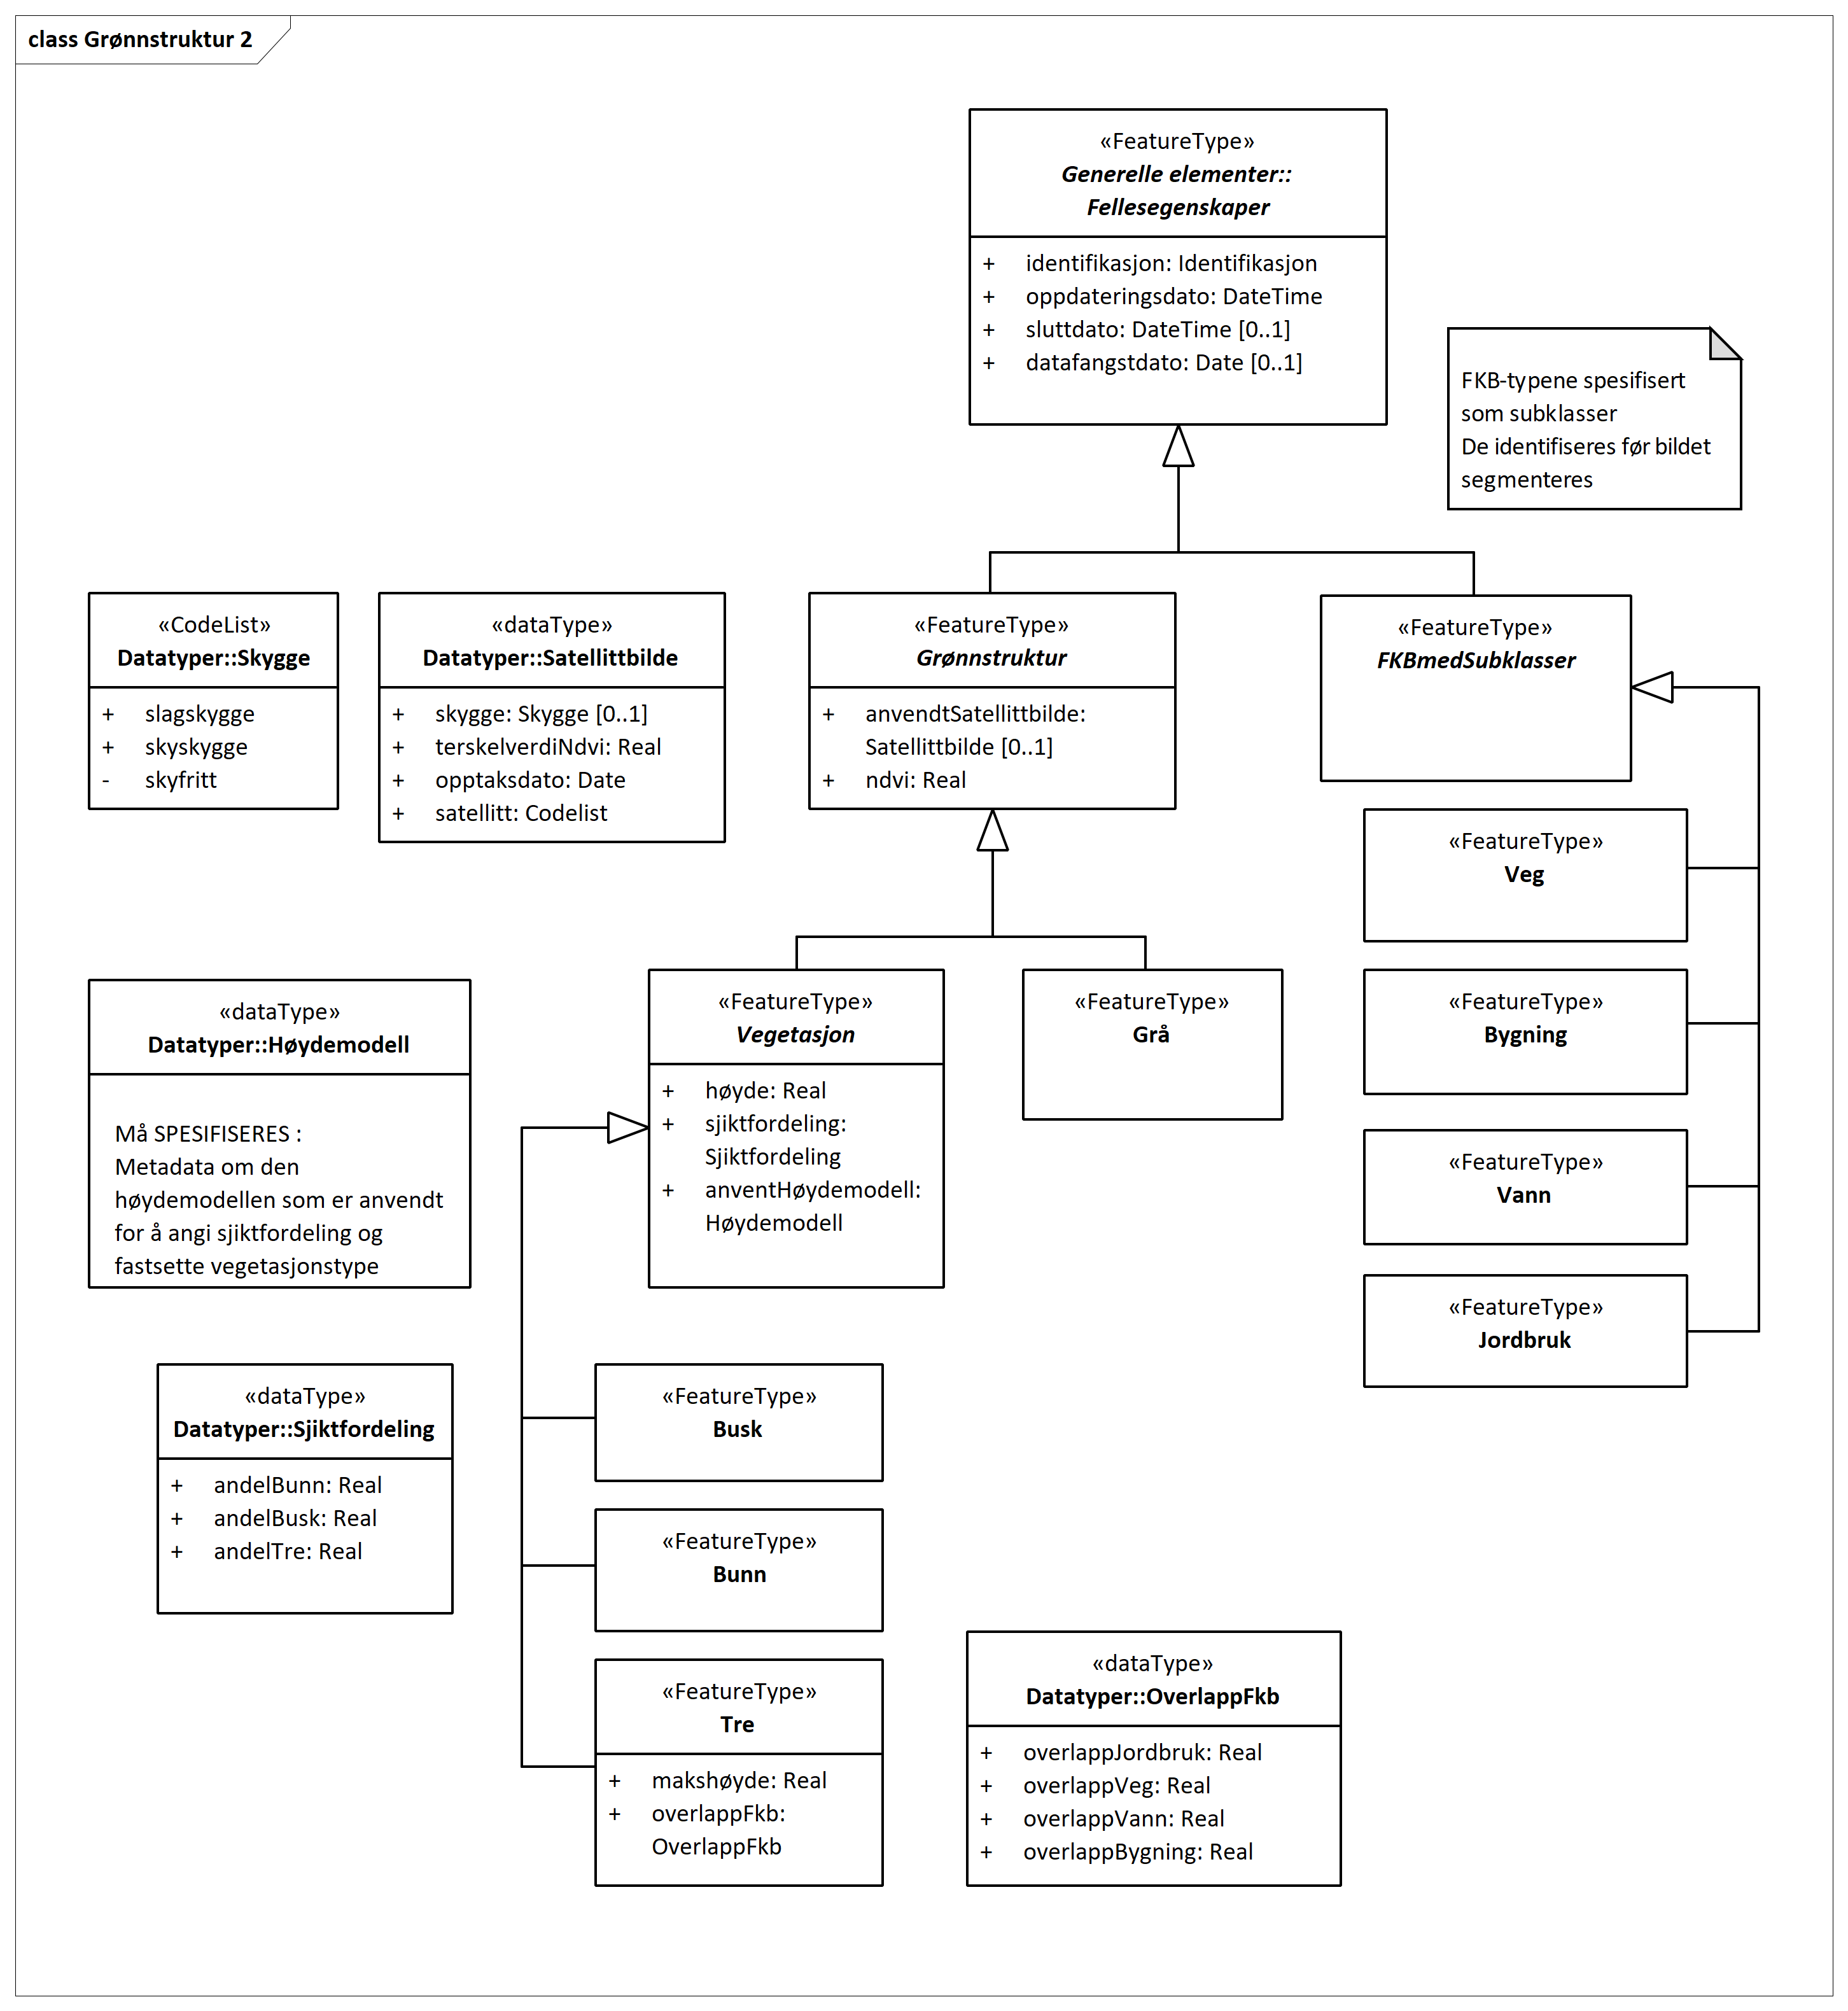 class Grønnstruktur 2
«FeatureType»
Generelle elementer::
Fellesegenskaper
+ identifikasjon: Identifikasjon
+ oppdateringsdato: DateTime
+ sluttdato: DateTime [0..1]
+ datafangstdato: Date [0..1]
FKB-typene spesifisert
som subklasser
De identifiseres før bildet
segmenteres
«CodeList»
Datatyper::Skygge
+ slagskygge
+ skyskygge
- skyfritt
«dataType»
Datatyper::Satellittbilde
+ skygge: Skygge [0..1]
+ terskelverdiNdvi: Real
+ opptaksdato: Date
+ satellitt: Codelist
«FeatureType»
Grønnstruktur
+ anvendtSatellittbilde:
Satellittbilde [0..1]
+ ndvi: Real
«FeatureType»
FKBmedSubklasser
«FeatureType»
Veg
«FeatureType»
Bygning
«FeatureType»
Vann
«FeatureType»
Jordbruk
«dataType»
Datatyper::Høydemodell
Må SPESIFISERES :
Metadata om den
høydemodellen som er anvendt
for å angi sjiktfordeling og
fastsette vegetasjonstype
«FeatureType»
Vegetasjon
+ høyde: Real
+ sjiktfordeling:
Sjiktfordeling
+ anventHøydemodell:
Høydemodell
«FeatureType»
Grå
«dataType»
Datatyper::Sjiktfordeling
+ andelBunn: Real
+ andelBusk: Real
+ andelTre: Real
«FeatureType»
Busk
«FeatureType»
Bunn
«FeatureType»
Tre
+ makshøyde: Real
+ overlappFkb:
OverlappFkb
«dataType»
Datatyper::OverlappFkb
+ overlappJordbruk: Real
+ overlappVeg: Real
+ overlappVann: Real
+ overlappBygning: Real